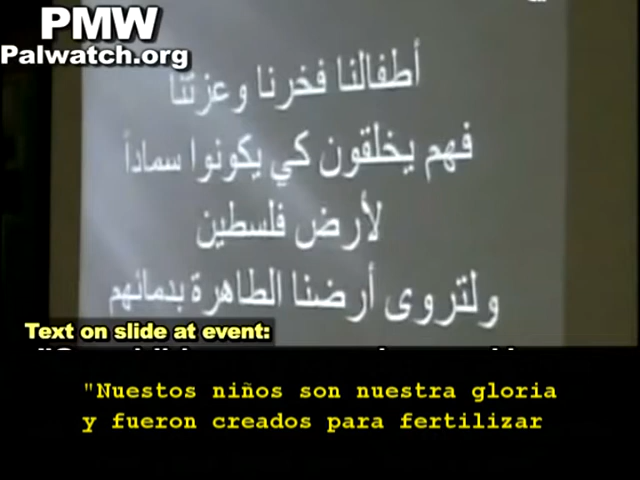 PMW
Palwatch.org
أطفالنا فخرنا وعزتنا
فهم يخلقون كي يكونوا سماداً
لأرض فلسطين
ولتروى أرضنا الطاهرة بدمائهم
Text on slide at event:
"Nuestos niños son nuestra gloria
y fueron creados para fertilizar